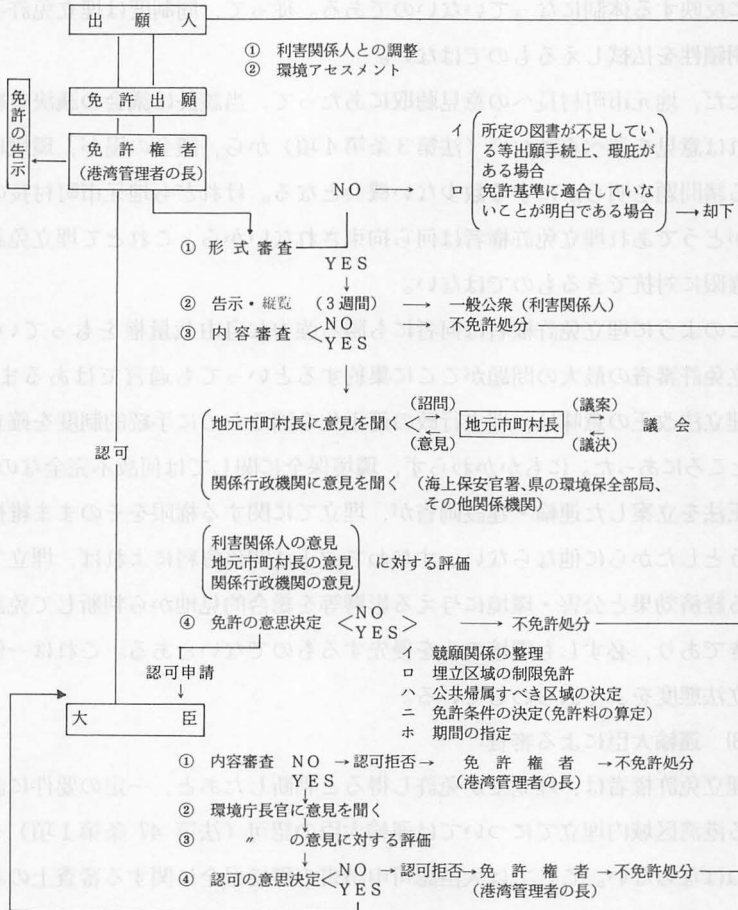 出願人
① 利害関係人との調整
② 環境アセスメント
免許の告示
免許出願
免許権者
(港湾管理者の長)
NO
イ 所定の図書が不足してい
る等出願手続上、瑕疵が
ある場合
ロ 免許基準に適合していな
いことが明白である場合
→却下
① 形式審査
YES
② 告示・縦覧 (3週間) → 一般公衆(利害関係人)
③ 内容審査 < NO → 不免許処分
YES
地元市町村長に意見を聞く
(諮問)
(意見)
地元市町村長
(議案)
(議決)
議会
関係行政機関に意見を聞く (海上保安官署、県の環境保全部局、
その他関係機関)
認可
利害関係人の意見
地元市町村長の意見
関係行政機関の意見
に対する評価
④ 免許の意思決定 < NO > → 不免許処分
YES
認可申請
イ 競願関係の整理
ロ 埋立区域の制限免許
ハ 公共帰属すべき区域の決定
ニ 免許条件の決定(免許料の算定)
ホ 期間の指定
大臣
① 内容審査 NO →認可拒否→ 免許権者 →不免許処分
YES (港湾管理者の長)
② 環境庁長官に意見を聞く
③ 〃 の意見に対する評価
④ 認可の意思決定 < NO → 認可拒否→免許権者 →不免許処分
YES (港湾管理者の長)